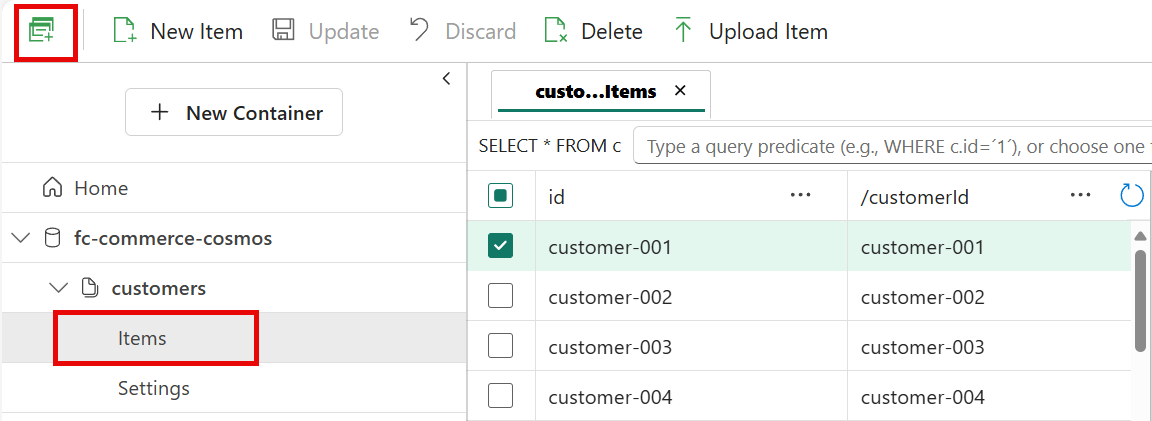 New Item Update Discard Delete Upload Item
New Container
Home
fc-commerce-cosmos
customers
Items
Settings
custo...Items
SELECT * FROM c Type a query predicate (e.g., WHERE c.id=´1´), or choose one
id /customerId
customer-001 customer-001
customer-002 customer-002
customer-003 customer-003
customer-004 customer-004